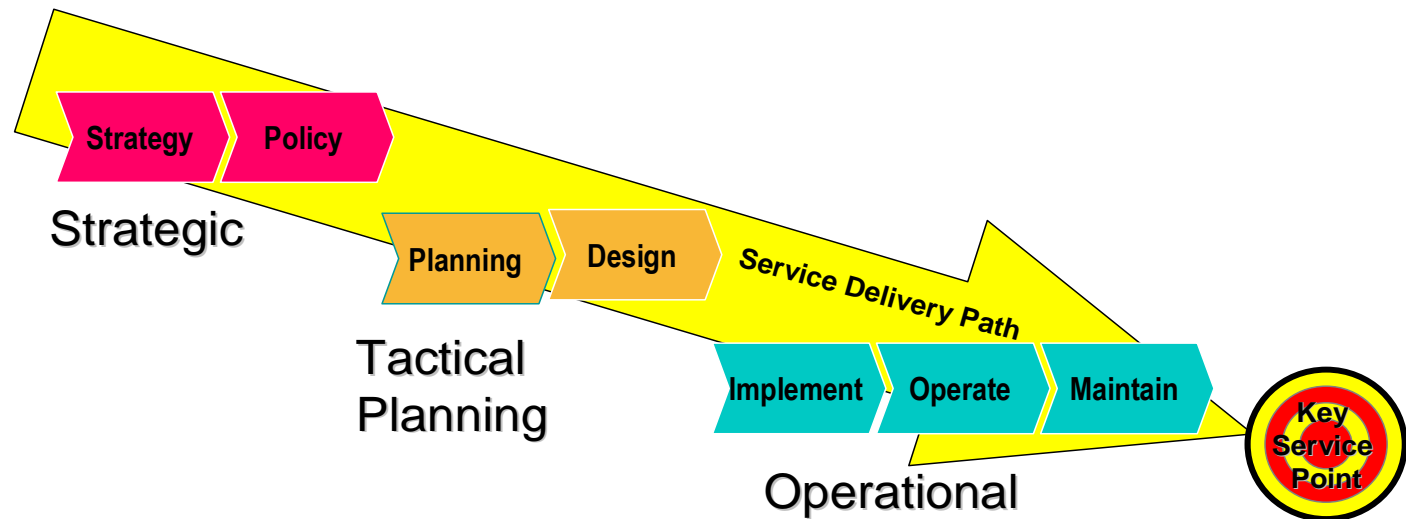 Strategy
Policy
Strategic
Planning
Design
Service Delivery Path
Tactical
Planning
Implement
Operate
Maintain
Key
Service
Point
Operational